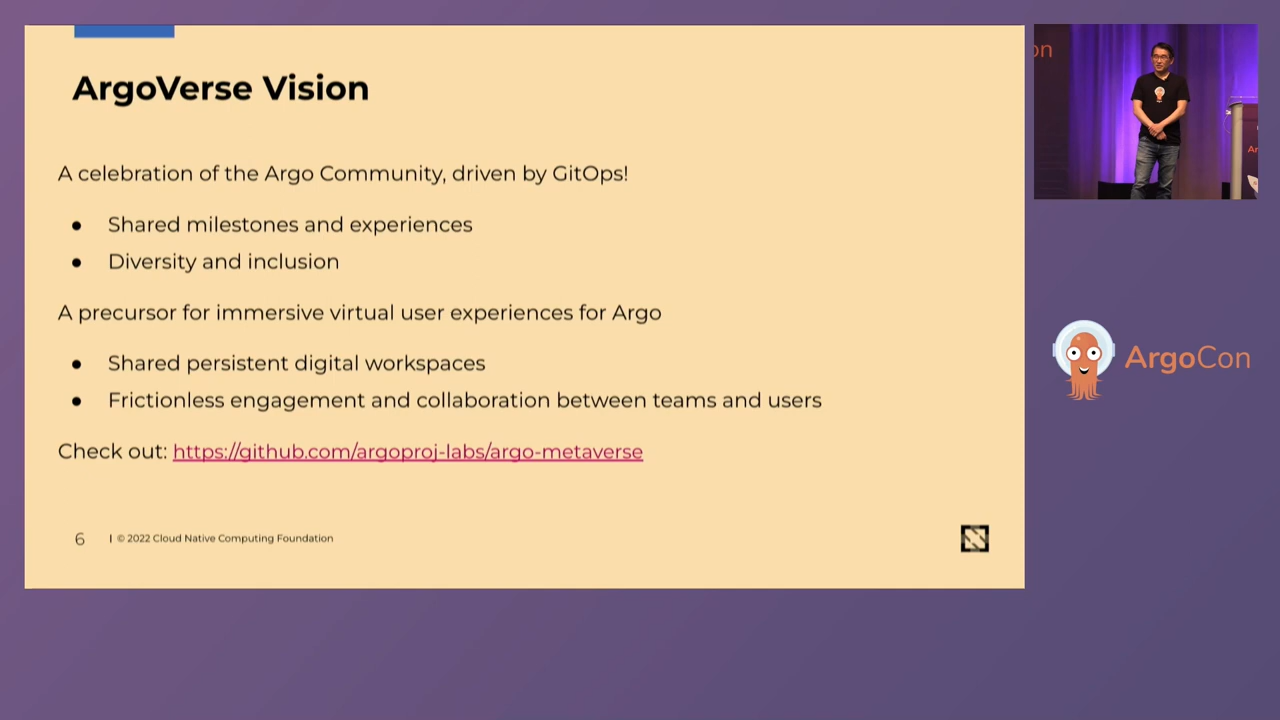 ArgoVerse Vision
A celebration of the Argo Community, driven by GitOps!
● Shared milestones and experiences
● Diversity and inclusion
A precursor for immersive virtual user experiences for Argo
● Shared persistent digital workspaces
● Frictionless engagement and collaboration between teams and users
Check out: https://github.com/argoproj-labs/argo-metaverse
6 | © 2022 Cloud Native Computing Foundation
on
Ar
ArgoCon